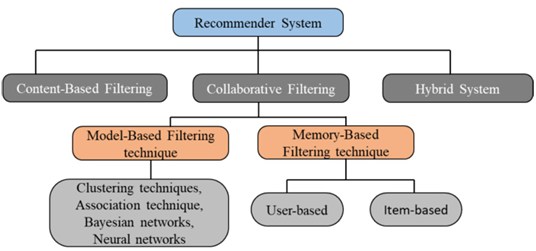 Recommender System
Content-Based Filtering
Collaborative Filtering
Hybrid System
Model-Based Filtering
technique
Memory-Based
Filtering technique
Clustering techniques,
Association technique,
Bayesian networks,
Neural networks
User-based
Item-based